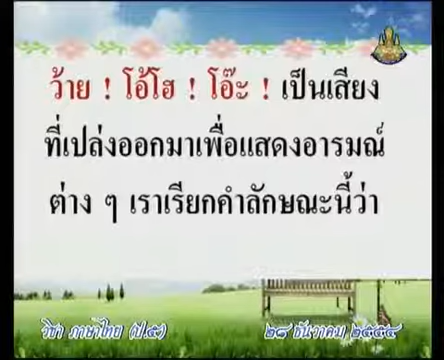 ว้าย ! โอ้โฮ ! โอ๊ะ ! เป็นเสียง
ที่เปล่งออกมาเพื่อแสดงอารมณ์
ต่าง ๆ เราเรียกคำลักษณะนี้ว่า
วิชา ภาษาไทย (ป.๕)
๒๘ ธันวาคม ๒๕๕๔